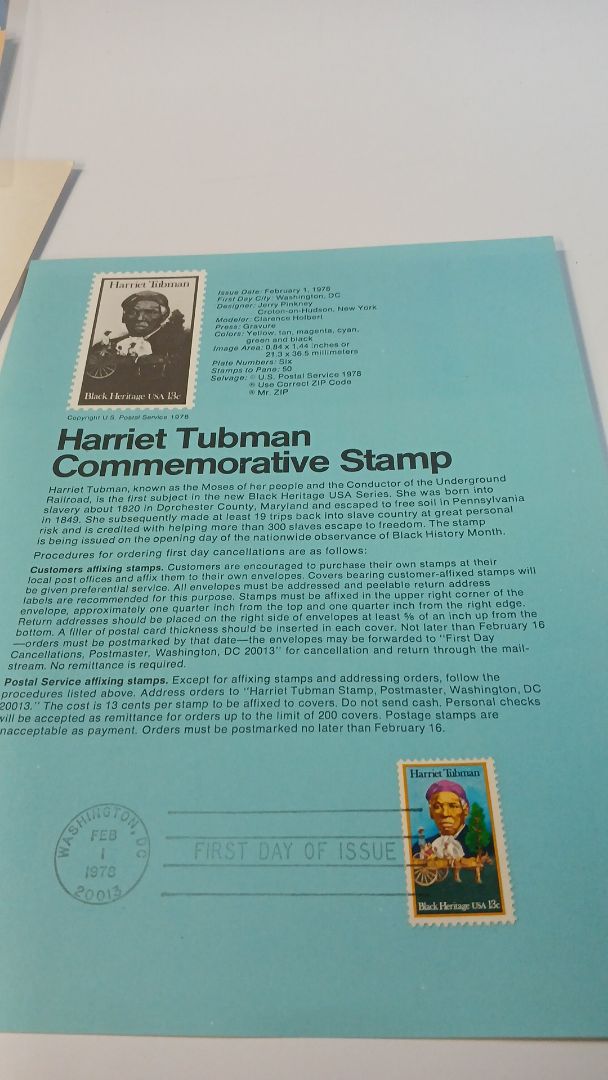 Harriet Tubman
Black Heritage USA 13c
Copyright U.S. Postal Service 1978
Issue Date: February 1, 1978
First Day City: Washington, DC
Designer: Jerry Pinkney
Croton-on-Hudson, New York
Modeler: Clarence Holbert
Press: Gravure
Colors: Yellow, tan, magenta, cyan,
green and black
Image Area: 0.84 x 1.44 inches or
21.3 x 36.5 millimeters
Plate Numbers: Six
Stamps to Pane: 50
Selvage: © U.S. Postal Service 1978
® Use Correct ZIP Code
® Mr. ZIP
Harriet Tubman
Commemorative Stamp
Harriet Tubman, known as the Moses of her people and the Conductor of the Underground
Railroad, is the first subject in the new Black Heritage USA Series. She was born into
slavery about 1820 in Dorchester County, Maryland and escaped to free soil in Pennsylvania
in 1849. She subsequently made at least 19 trips back into slave country at great personal
risk and is credited with helping more than 300 slaves escape to freedom. The stamp
is being issued on the opening day of the nationwide observance of Black History Month.
Procedures for ordering first day cancellations are as follows:
Customers affixing stamps. Customers are encouraged to purchase their own stamps at their
local post offices and affix them to their own envelopes. Covers bearing customer-affixed stamps will
be given preferential service. All envelopes must be addressed and peelable return address
labels are recommended for this purpose. Stamps must be affixed in the upper right corner of the
envelope, approximately one quarter inch from the top and one quarter inch from the right edge.
Return addresses should be placed on the right side of envelopes at least ⅝ of an inch up from the
bottom. A filler of postal card thickness should be inserted in each cover. Not later than February 16
—orders must be postmarked by that date—the envelopes may be forwarded to "First Day
Cancellations, Postmaster, Washington, DC 20013" for cancellation and return through the mail-
stream. No remittance is required.
Postal Service affixing stamps. Except for affixing stamps and addressing orders, follow the
procedures listed above. Address orders to "Harriet Tubman Stamp, Postmaster, Washington, DC
20013." The cost is 13 cents per stamp to be affixed to covers. Do not send cash. Personal checks
will be accepted as remittance for orders up to the limit of 200 covers. Postage stamps are
unacceptable as payment. Orders must be postmarked no later than February 16.
WASHINGTON, DC
FEB
1
1978
20013
FIRST DAY OF ISSUE
Harriet Tubman
Black Heritage USA 13c